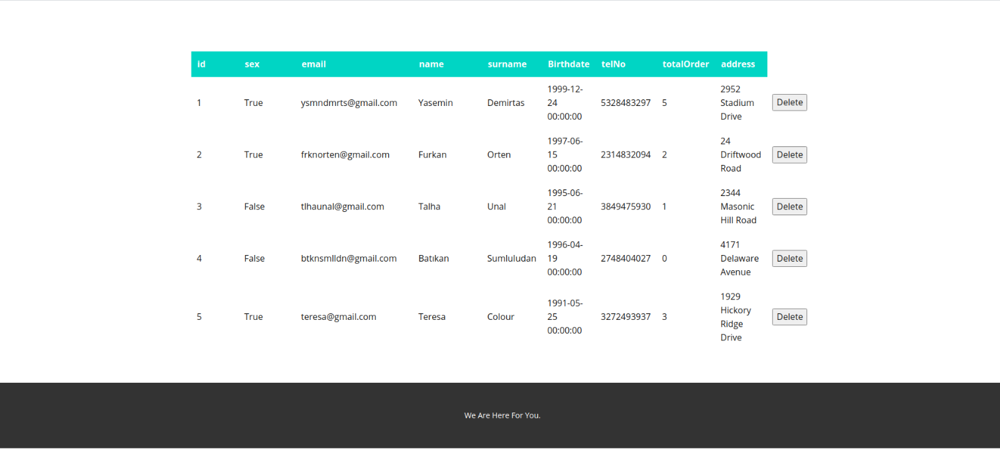 id sex email name surname Birthdate telNo totalOrder address
1 True ysmndmrts@gmail.com Yasemin Demirtas 1999-12-24 00:00:00 5328483297 5 2952 Stadium Drive Delete
2 True frknorten@gmail.com Furkan Orten 1997-06-15 00:00:00 2314832094 2 24 Driftwood Road Delete
3 False tlhaunal@gmail.com Talha Unal 1995-06-21 00:00:00 3849475930 1 2344 Masonic Hill Road Delete
4 False btknsmlldn@gmail.com Batıkan Sumluludan 1996-04-19 00:00:00 2748404027 0 4171 Delaware Avenue Delete
5 True teresa@gmail.com Teresa Colour 1991-05-25 00:00:00 3272493937 3 1929 Hickory Ridge Drive Delete
We Are Here For You.